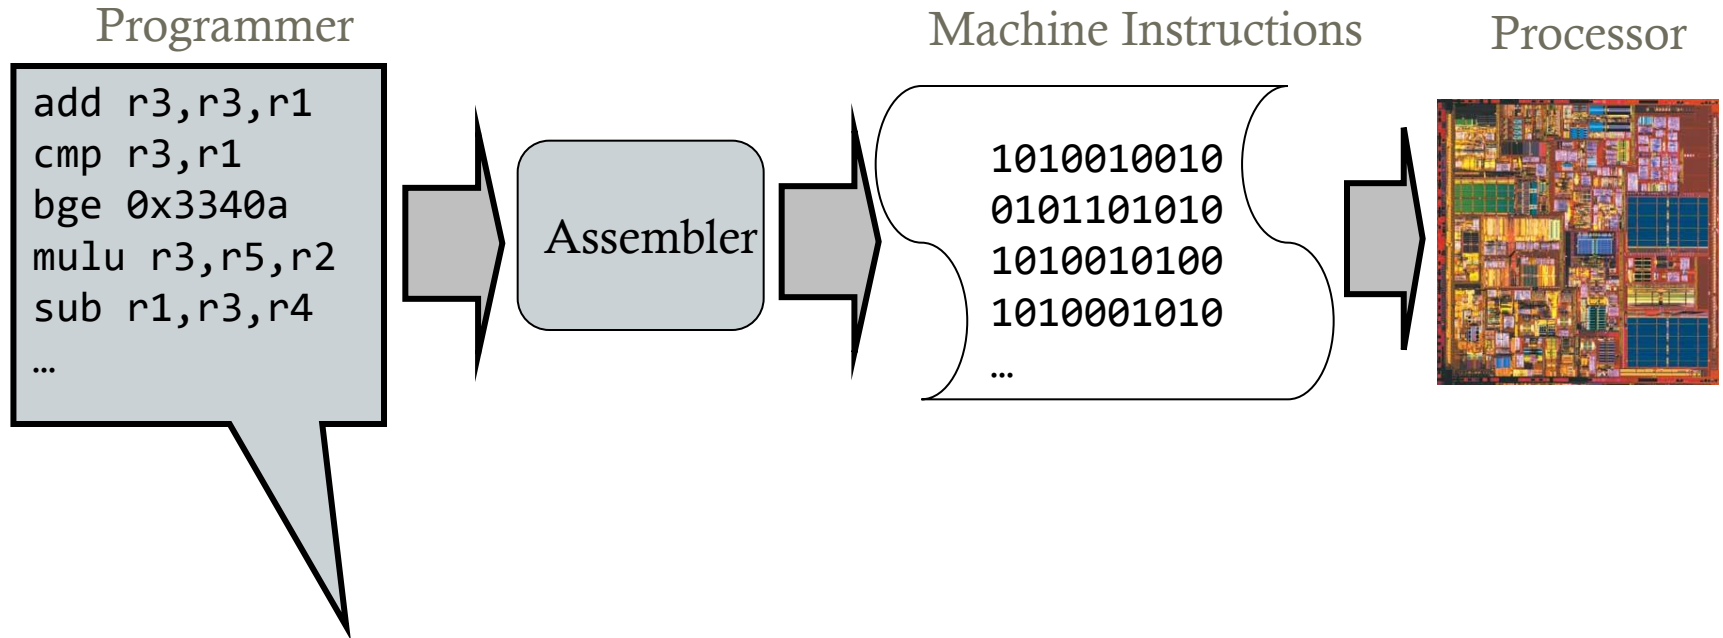 Programmer
add r3,r3,r1
cmp r3,r1
bge 0x3340a
mulu r3,r5,r2
sub r1,r3,r4
…
Assembler
Machine Instructions
1010010010
0101101010
1010010100
1010001010
…
Processor